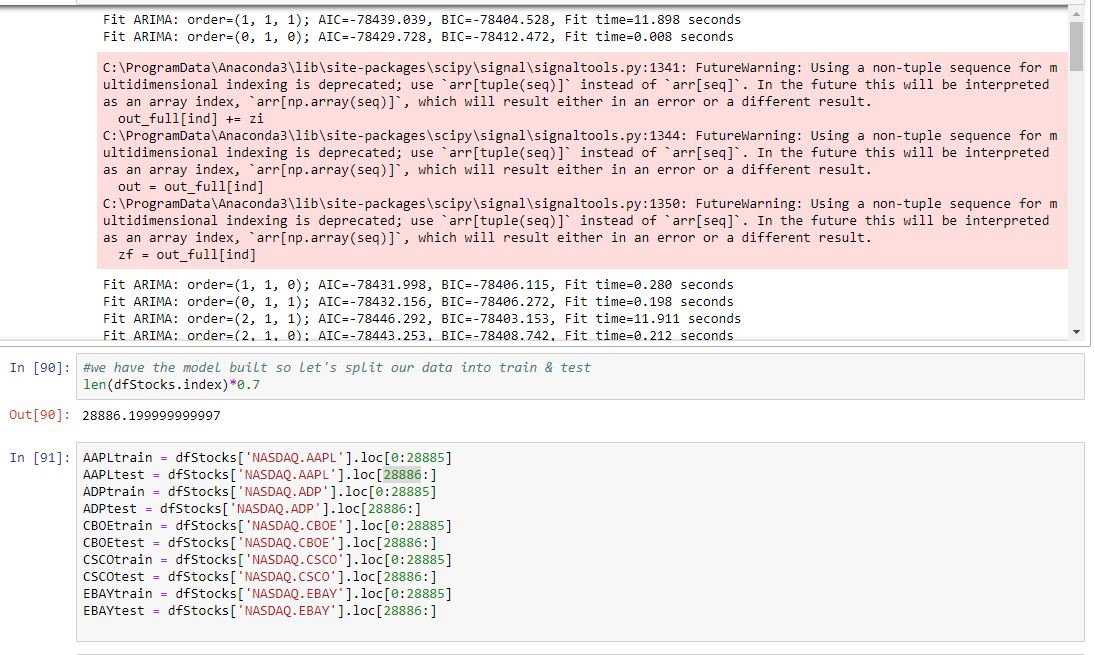 Fit ARIMA: order=(1, 1, 1); AIC=-78439.039, BIC=-78404.528, Fit time=11.898 seconds
Fit ARIMA: order=(0, 1, 0); AIC=-78429.728, BIC=-78412.472, Fit time=0.008 seconds
C:\ProgramData\Anaconda3\lib\site-packages\scipy\signal\signaltools.py:1341: FutureWarning: Using a non-tuple sequence for m
ultidimensional indexing is deprecated; use `arr[tuple(seq)]` instead of `arr[seq]`. In the future this will be interpreted
as an array index, `arr[np.array(seq)]`, which will result either in an error or a different result.
  out_full[ind] += zi
C:\ProgramData\Anaconda3\lib\site-packages\scipy\signal\signaltools.py:1344: FutureWarning: Using a non-tuple sequence for m
ultidimensional indexing is deprecated; use `arr[tuple(seq)]` instead of `arr[seq]`. In the future this will be interpreted
as an array index, `arr[np.array(seq)]`, which will result either in an error or a different result.
  out = out_full[ind]
C:\ProgramData\Anaconda3\lib\site-packages\scipy\signal\signaltools.py:1350: FutureWarning: Using a non-tuple sequence for m
ultidimensional indexing is deprecated; use `arr[tuple(seq)]` instead of `arr[seq]`. In the future this will be interpreted
as an array index, `arr[np.array(seq)]`, which will result either in an error or a different result.
  zf = out_full[ind]
Fit ARIMA: order=(1, 1, 0); AIC=-78431.998, BIC=-78406.115, Fit time=0.280 seconds
Fit ARIMA: order=(0, 1, 1); AIC=-78432.156, BIC=-78406.272, Fit time=0.198 seconds
Fit ARIMA: order=(2, 1, 1); AIC=-78446.292, BIC=-78403.153, Fit time=11.911 seconds
Fit ARIMA: order=(2, 1, 0); AIC=-78443.253, BIC=-78408.742, Fit time=0.212 seconds
In [90]: #we have the model built so let's split our data into train & test
len(dfStocks.index)*0.7
Out[90]: 28886.199999999997
In [91]: AAPLtrain = dfStocks['NASDAQ.AAPL'].loc[0:28885]
AAPLtest = dfStocks['NASDAQ.AAPL'].loc[28886:]
ADPtrain = dfStocks['NASDAQ.ADP'].loc[0:28885]
ADPtest = dfStocks['NASDAQ.ADP'].loc[28886:]
CBOEtrain = dfStocks['NASDAQ.CBOE'].loc[0:28885]
CBOEtest = dfStocks['NASDAQ.CBOE'].loc[28886:]
CSCOtrain = dfStocks['NASDAQ.CSCO'].loc[0:28885]
CSCOtest = dfStocks['NASDAQ.CSCO'].loc[28886:]
EBAYtrain = dfStocks['NASDAQ.EBAY'].loc[0:28885]
EBAYtest = dfStocks['NASDAQ.EBAY'].loc[28886:]